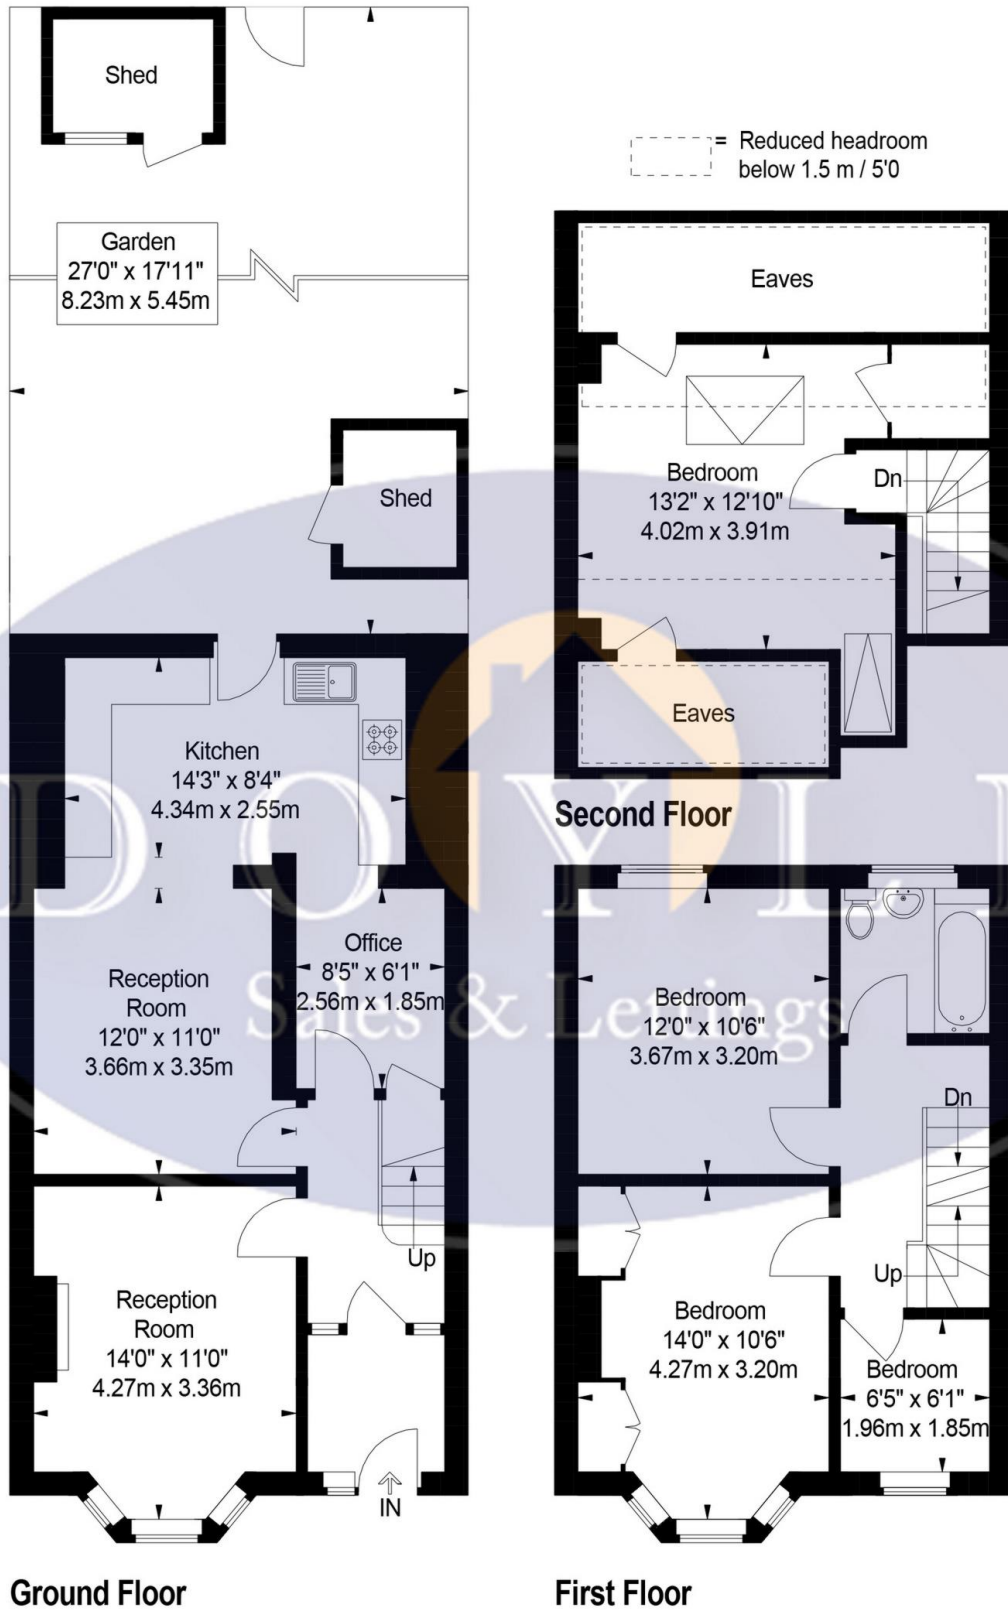 Shed
Garden
27'0" x 17'11"
8.23m x 5.45m
Shed
Kitchen
14'3" x 8'4"
4.34m x 2.55m
Office
8'5" x 6'1"
2.56m x 1.85m
Reception
Room
12'0" x 11'0"
3.66m x 3.35m
Up
Reception
Room
14'0" x 11'0"
4.27m x 3.36m
IN
Ground Floor
= Reduced headroom
below 1.5 m / 5'0
Eaves
Bedroom
13'2" x 12'10"
4.02m x 3.91m
Dn
Eaves
Second Floor
Bedroom
12'0" x 10'6"
3.67m x 3.20m
Dn
Up
Bedroom
14'0" x 10'6"
4.27m x 3.20m
Bedroom
6'5" x 6'1"
1.96m x 1.85m
First Floor
DOYL
Sales & Lettings